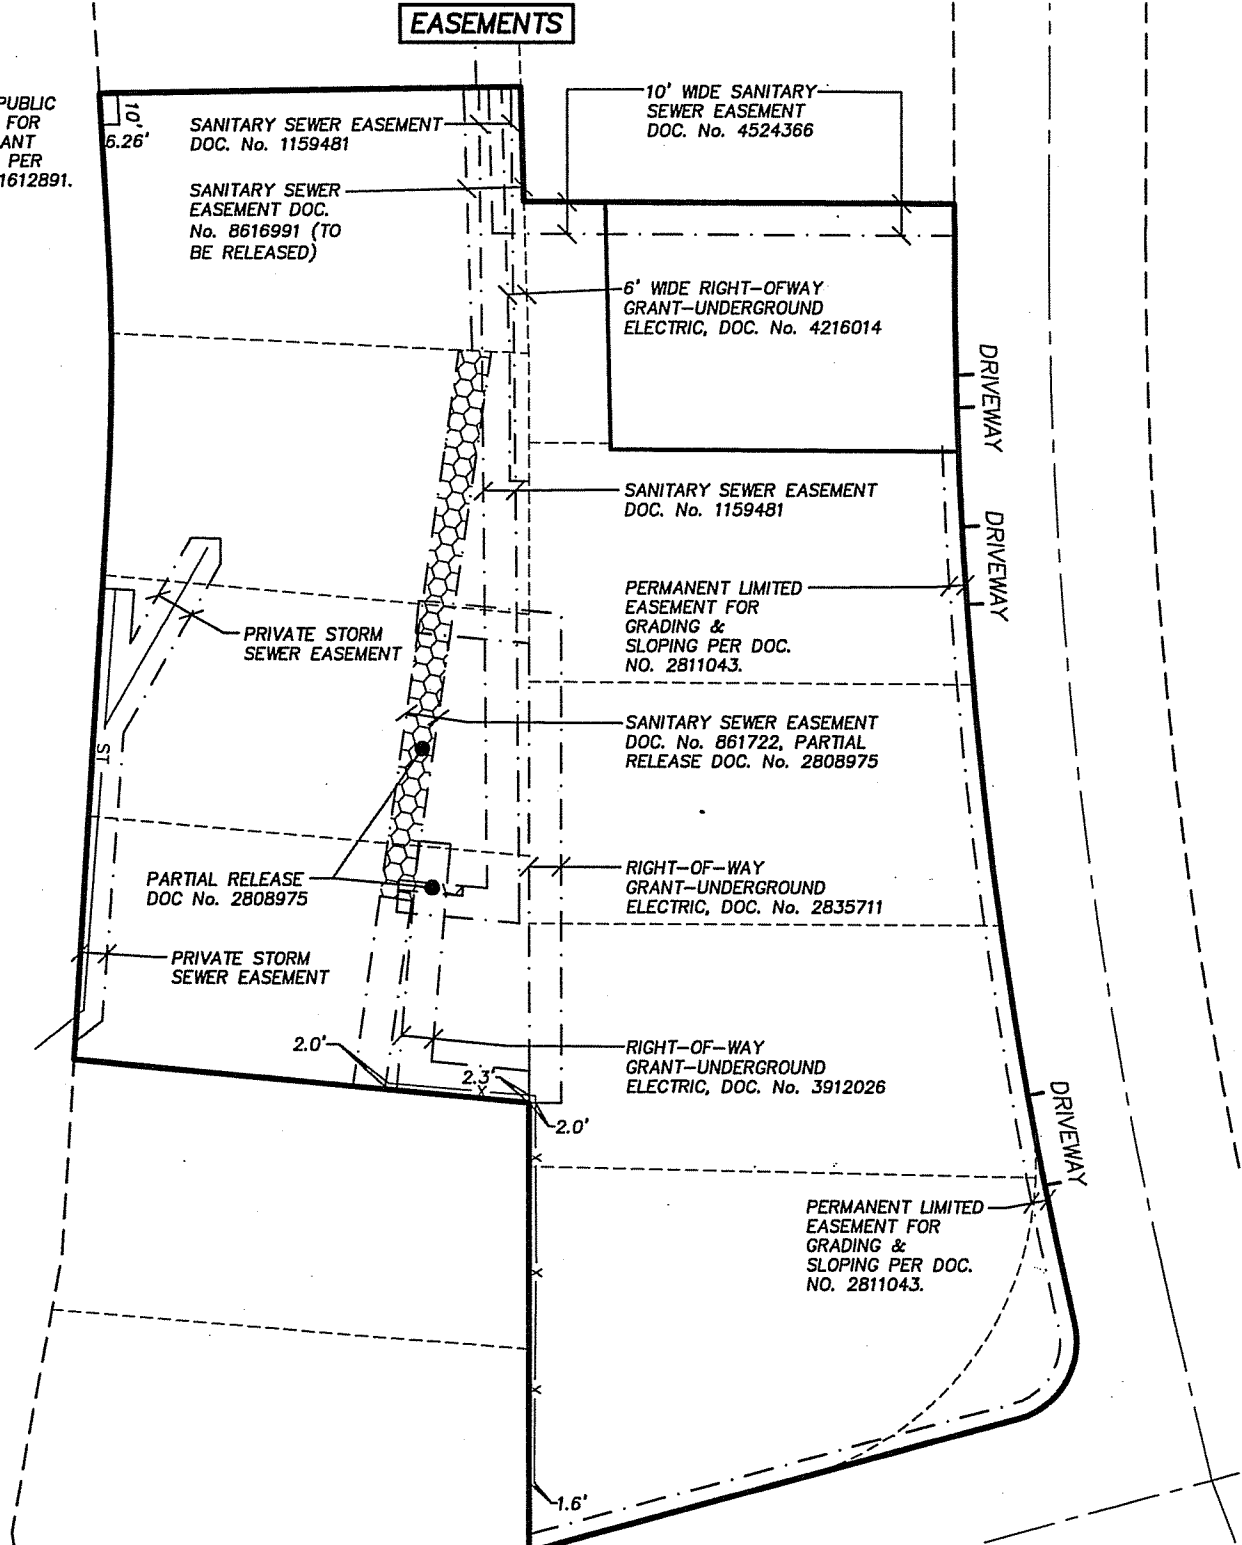 EASEMENTS
PUBLIC
FOR
ANT
PER
1612891.
10'
6.26'
SANITARY SEWER EASEMENT
DOC. No. 1159481
SANITARY SEWER
EASEMENT DOC.
No. 8616991 (TO
BE RELEASED)
10' WIDE SANITARY
SEWER EASEMENT
DOC. No. 4524366
6' WIDE RIGHT-OFWAY
GRANT-UNDERGROUND
ELECTRIC, DOC. No. 4216014
DRIVEWAY
SANITARY SEWER EASEMENT
DOC. No. 1159481
DRIVEWAY
PERMANENT LIMITED
EASEMENT FOR
GRADING &
SLOPING PER DOC.
NO. 2811043.
PRIVATE STORM
SEWER EASEMENT
SANITARY SEWER EASEMENT
DOC. No. 861722, PARTIAL
RELEASE DOC. No. 2808975
ST
PARTIAL RELEASE
DOC No. 2808975
RIGHT-OF-WAY
GRANT-UNDERGROUND
ELECTRIC, DOC. No. 2835711
PRIVATE STORM
SEWER EASEMENT
2.0'
2.3'
X
RIGHT-OF-WAY
GRANT-UNDERGROUND
ELECTRIC, DOC. No. 3912026
2.0'
DRIVEWAY
X
PERMANENT LIMITED
EASEMENT FOR
GRADING &
SLOPING PER DOC.
NO. 2811043.
X
X
1.6'